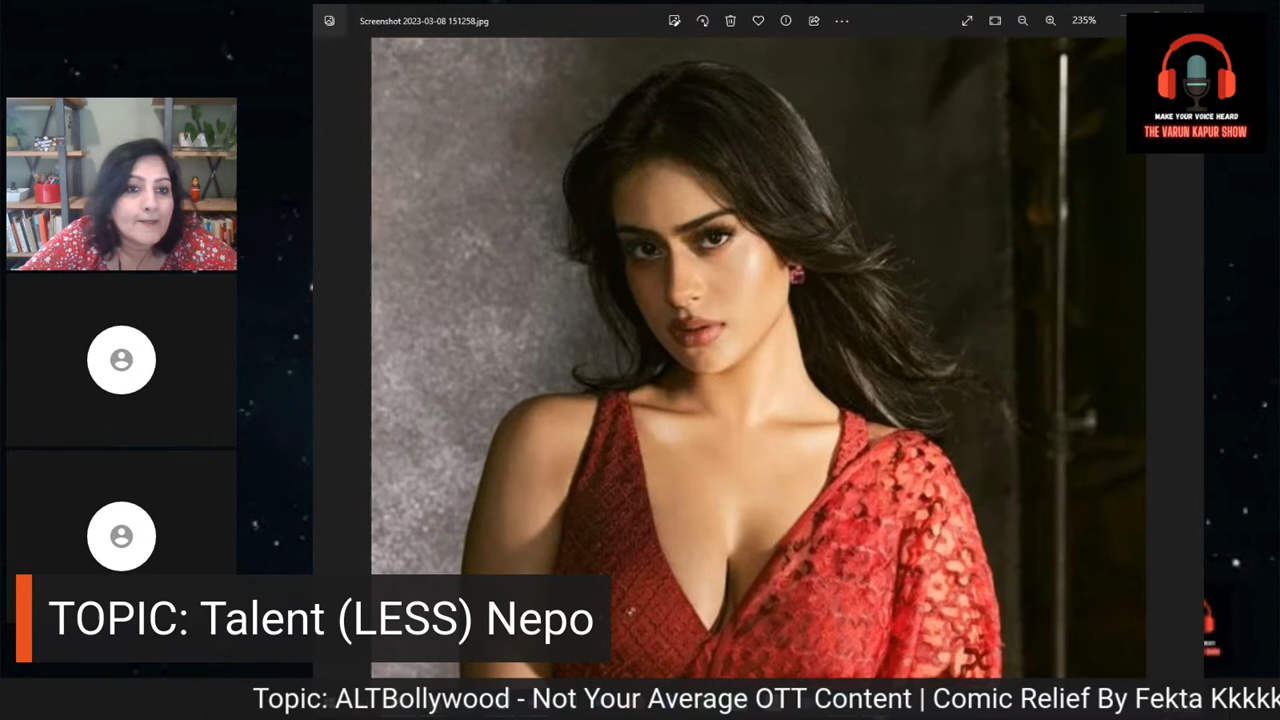 Screenshot 2023-03-08 151258.jpg
235%
MAKE YOUR VOICE HEARD
THE VARUN KAPUR SHOW
TOPIC: Talent (LESS) Nepo
Topic: ALTBollywood - Not Your Average OTT Content | Comic Relief By Fekta Kkkkk